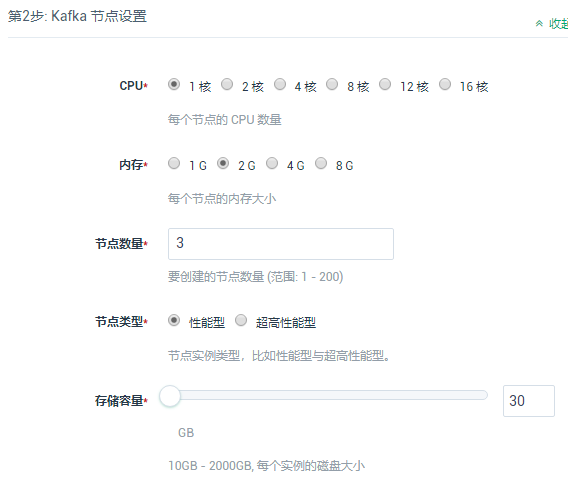 第2步: Kafka 节点设置
收起
CPU* 1 核 2 核 4 核 8 核 12 核 16 核
每个节点的 CPU 数量
内存* 1 G 2 G 4 G 8 G
每个节点的内存大小
节点数量* 3
要创建的节点数量 (范围: 1 - 200)
节点类型* 性能型 超高性能型
节点实例类型，比如性能型与超高性能型。
存储容量* 30
GB
10GB - 2000GB, 每个实例的磁盘大小